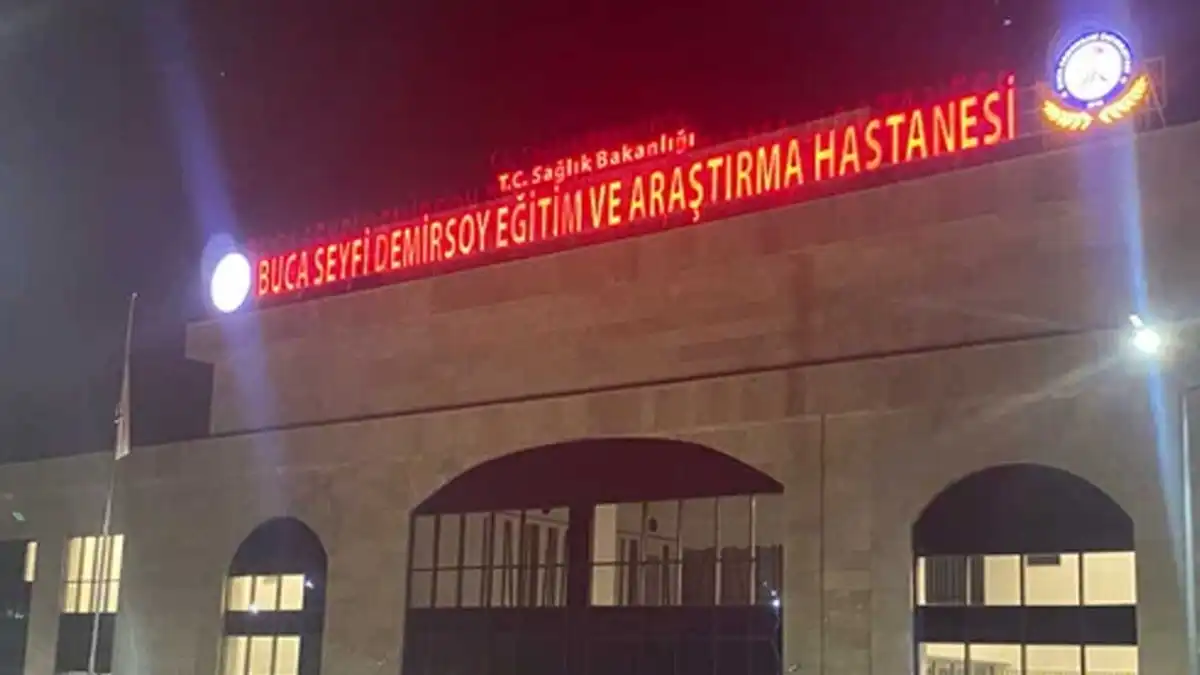 T.C. Sağlık Bakanlığı
BUCA SEYFİ DEMİRSOY EĞİTİM VE ARAŞTIRMA HASTANESİ